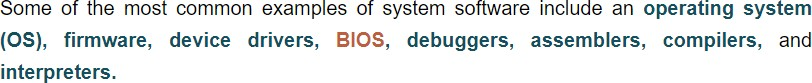 Some of the most common examples of system software include an operating system
(OS), firmware, device drivers, BIOS, debuggers, assemblers, compilers, and
interpreters.